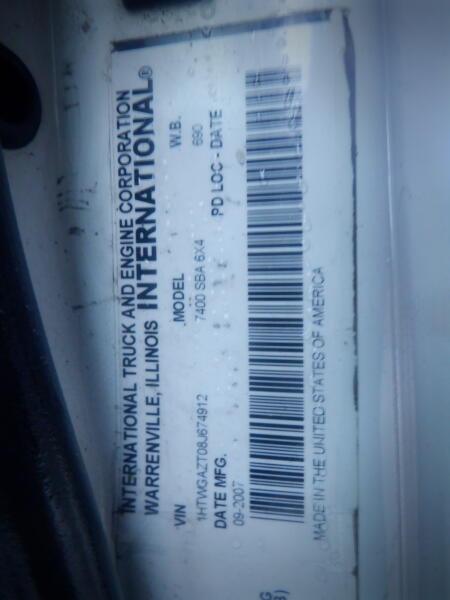 INTERNATIONAL TRUCK AND ENGINE CORPORATION
WARRENVILLE, ILLINOIS INTERNATIONAL®
VIN MODEL W.B.
1HTWGAZT08J674912 7400 SBA 6X4 690
DATE MFG. PD LOC - DATE
09-2007
MADE IN THE UNITED STATES OF AMERICA